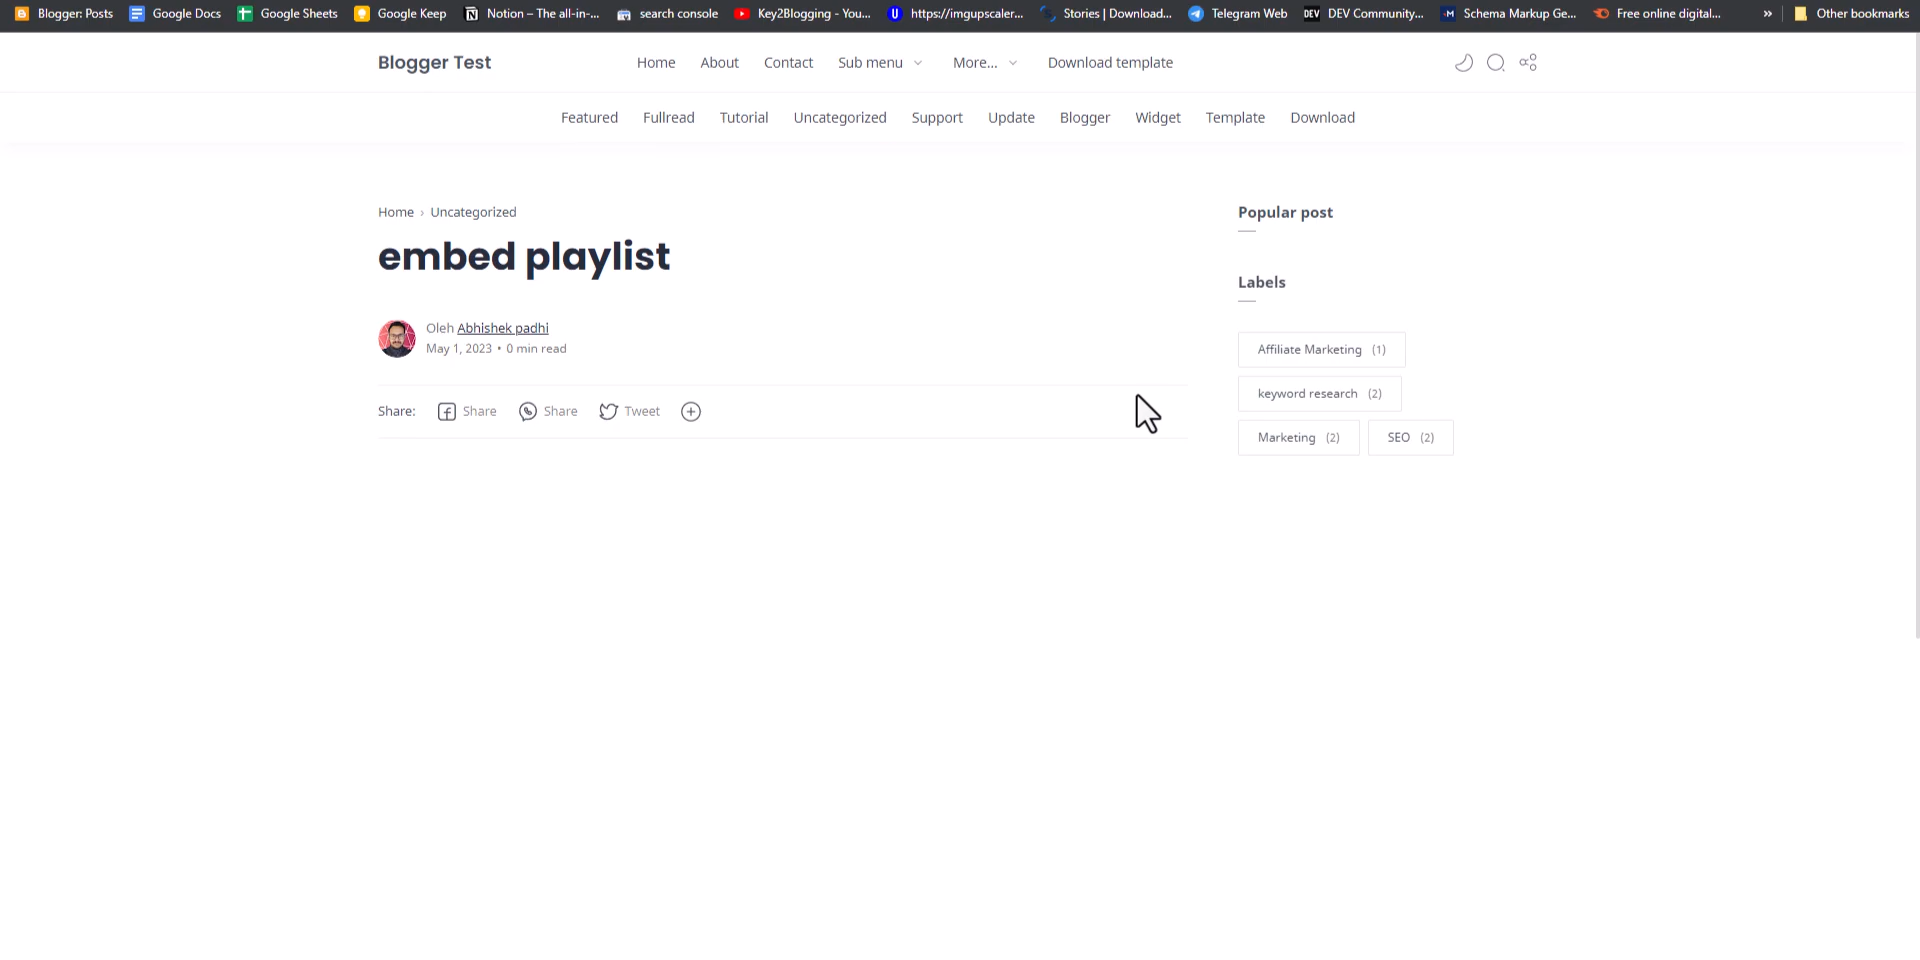 Blogger: Posts Google Docs Google Sheets Google Keep Notion – The all-in-... search console Key2Blogging - You... https://imgupscaler... Stories | Download... Telegram Web DEV Community... Schema Markup Ge... Free online digital... » Other bookmarks
Blogger Test Home About Contact Sub menu More... Download template
Featured Fullread Tutorial Uncategorized Support Update Blogger Widget Template Download
Home › Uncategorized
embed playlist
Oleh Abhishek padhi
May 1, 2023 • 0 min read
Share: Share Share Tweet
Popular post
Labels
Affiliate Marketing (1)
keyword research (2)
Marketing (2) SEO (2)